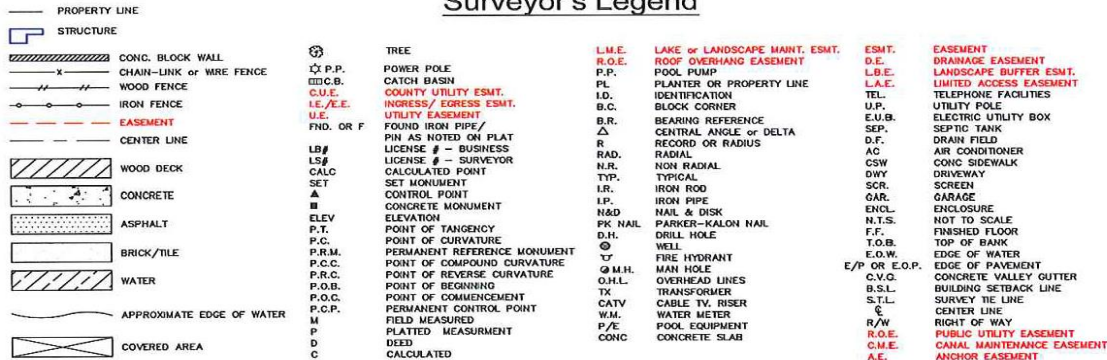 Surveyor's Legend
PROPERTY LINE
STRUCTURE
CONC. BLOCK WALL
CHAIN-LINK or WIRE FENCE
WOOD FENCE
IRON FENCE
EASEMENT
CENTER LINE
WOOD DECK
CONCRETE
ASPHALT
BRICK/TILE
WATER
APPROXIMATE EDGE OF WATER
COVERED AREA
TREE
P.P. POWER POLE
C.B. CATCH BASIN
C.U.E. COUNTY UTILITY ESMT.
I.E./E.E. INGRESS/ EGRESS ESMT.
U.E. UTILITY EASEMENT
FND. OR F FOUND IRON PIPE/
PIN AS NOTED ON PLAT
LB# LICENSE # - BUSINESS
LS# LICENSE # - SURVEYOR
CALC CALCULATED POINT
SET SET MONUMENT
▲ CONTROL POINT
■ CONCRETE MONUMENT
ELEV ELEVATION
P.T. POINT OF TANGENCY
P.C. POINT OF CURVATURE
P.R.M. PERMANENT REFERENCE MONUMENT
P.C.C. POINT OF COMPOUND CURVATURE
P.R.C. POINT OF REVERSE CURVATURE
P.O.B. POINT OF BEGINNING
P.O.C. POINT OF COMMENCEMENT
P.C.P. PERMANENT CONTROL POINT
M FIELD MEASURED
P PLATTED MEASURMENT
D DEED
C CALCULATED
L.M.E. LAKE or LANDSCAPE MAINT. ESMT.
R.O.E. ROOF OVERHANG EASEMENT
P.P. POOL PUMP
PL PLANTER OR PROPERTY LINE
I.D. IDENTIFICATION
B.C. BLOCK CORNER
B.R. BEARING REFERENCE
△ CENTRAL ANGLE or DELTA
R RECORD OR RADIUS
RAD. RADIAL
N.R. NON RADIAL
TYP. TYPICAL
I.R. IRON ROD
I.P. IRON PIPE
N&D NAIL & DISK
PK NAIL PARKER-KALON NAIL
D.H. DRILL HOLE
WELL
FIRE HYDRANT
M.H. MAN HOLE
O.H.L. OVERHEAD LINES
TX TRANSFORMER
CATV CABLE TV. RISER
W.M. WATER METER
P/E POOL EQUIPMENT
CONC CONCRETE SLAB
ESMT. EASEMENT
D.E. DRAINAGE EASEMENT
L.B.E. LANDSCAPE BUFFER ESMT.
L.A.E. LIMITED ACCESS EASEMENT
TEL. TELEPHONE FACILITIES
U.P. UTILITY POLE
E.U.B. ELECTRIC UTILITY BOX
SEP. SEPTIC TANK
D.F. DRAIN FIELD
AC AIR CONDITIONER
CSW CONC SIDEWALK
DWY DRIVEWAY
SCR. SCREEN
GAR. GARAGE
ENCL. ENCLOSURE
N.T.S. NOT TO SCALE
F.F. FINISHED FLOOR
T.O.B. TOP OF BANK
E.O.W. EDGE OF WATER
E/P OR E.O.P. EDGE OF PAVEMENT
C.V.G. CONCRETE VALLEY GUTTER
B.S.L. BUILDING SETBACK LINE
S.T.L. SURVEY TIE LINE
℄ CENTER LINE
R/W RIGHT OF WAY
R.O.E. PUBLIC UTILITY EASEMENT
C.M.E. CANAL MAINTENANCE EASEMENT
A.E. ANCHOR EASEMENT